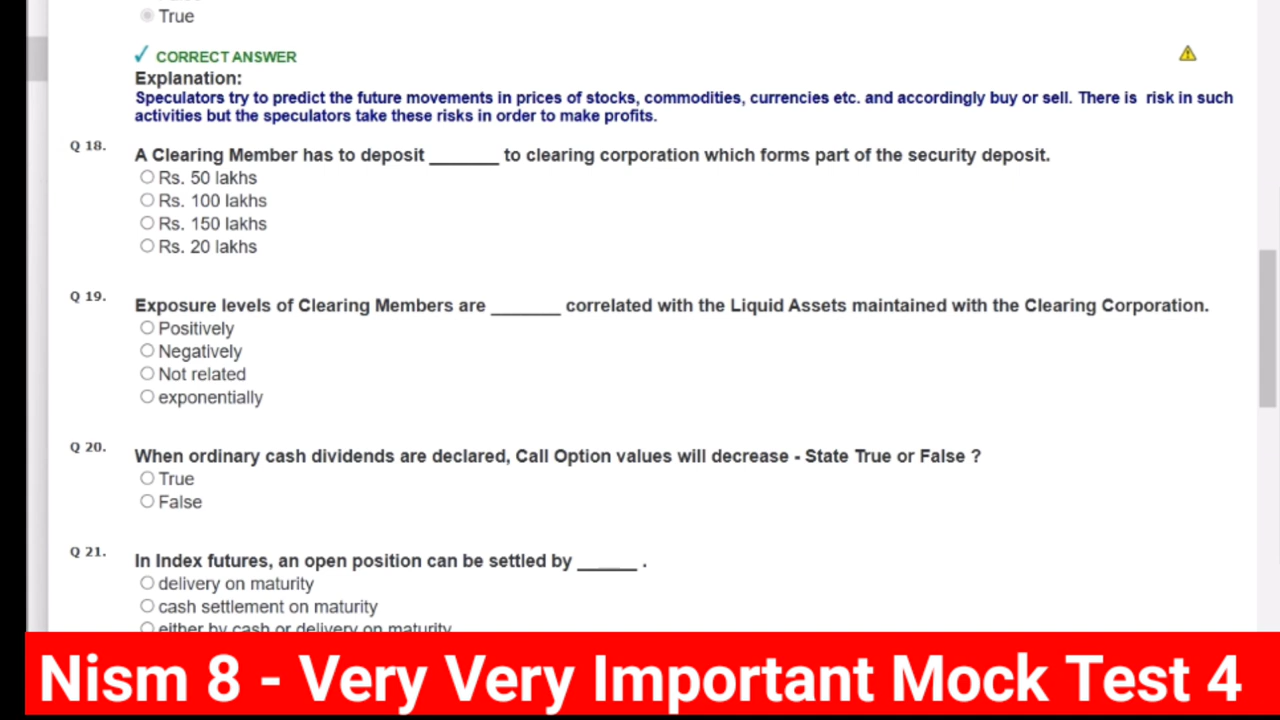 True
✓ CORRECT ANSWER
Explanation:
Speculators try to predict the future movements in prices of stocks, commodities, currencies etc. and accordingly buy or sell. There is risk in such
activities but the speculators take these risks in order to make profits.
Q 18.
A Clearing Member has to deposit _______ to clearing corporation which forms part of the security deposit.
Rs. 50 lakhs
Rs. 100 lakhs
Rs. 150 lakhs
Rs. 20 lakhs
Q 19.
Exposure levels of Clearing Members are _______ correlated with the Liquid Assets maintained with the Clearing Corporation.
Positively
Negatively
Not related
exponentially
Q 20.
When ordinary cash dividends are declared, Call Option values will decrease - State True or False ?
True
False
Q 21.
In Index futures, an open position can be settled by ______ .
delivery on maturity
cash settlement on maturity
either by cash or delivery on maturity
Nism 8 - Very Very Important Mock Test 4